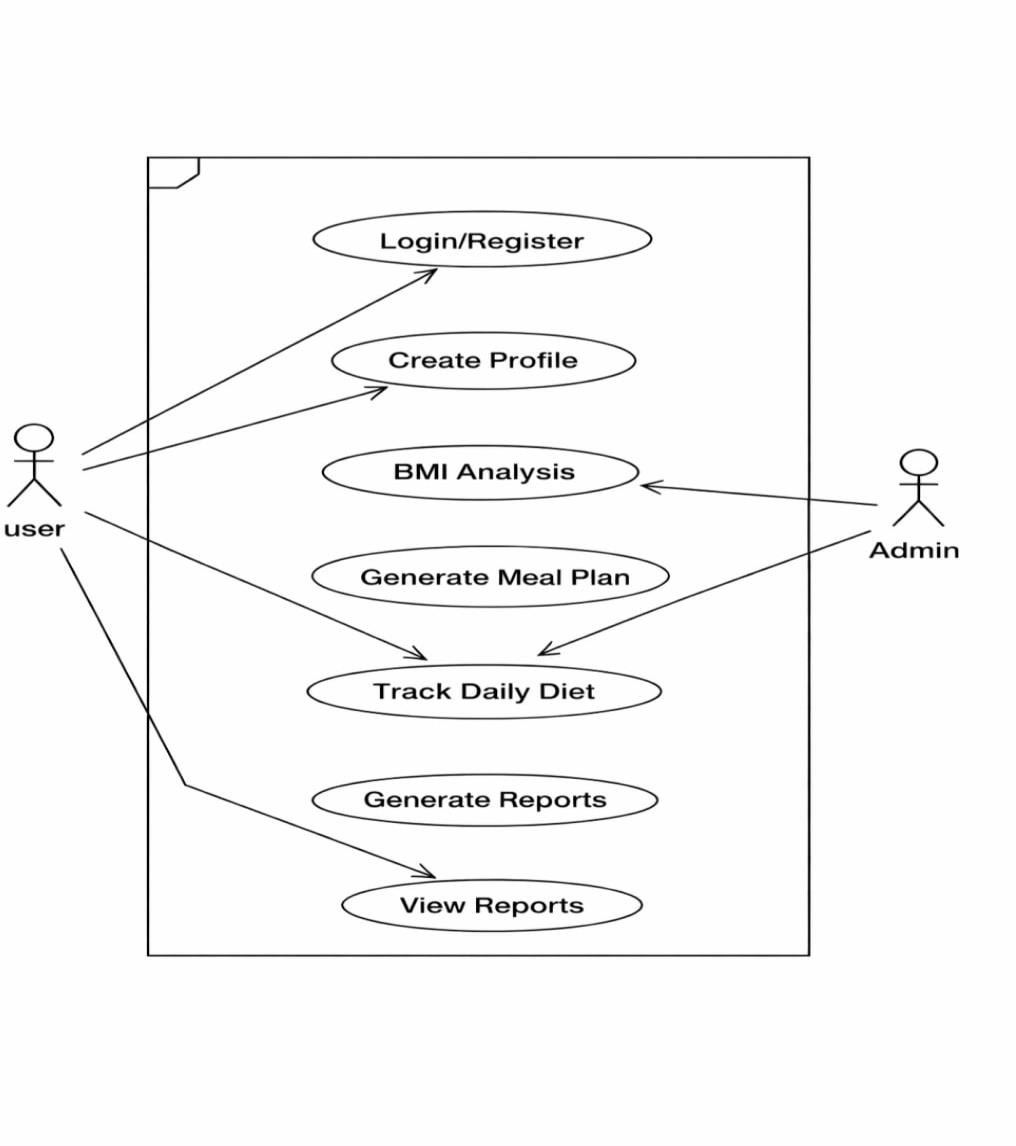 Login/Register
Create Profile
BMI Analysis
user
Admin
Generate Meal Plan
Track Daily Diet
Generate Reports
View Reports